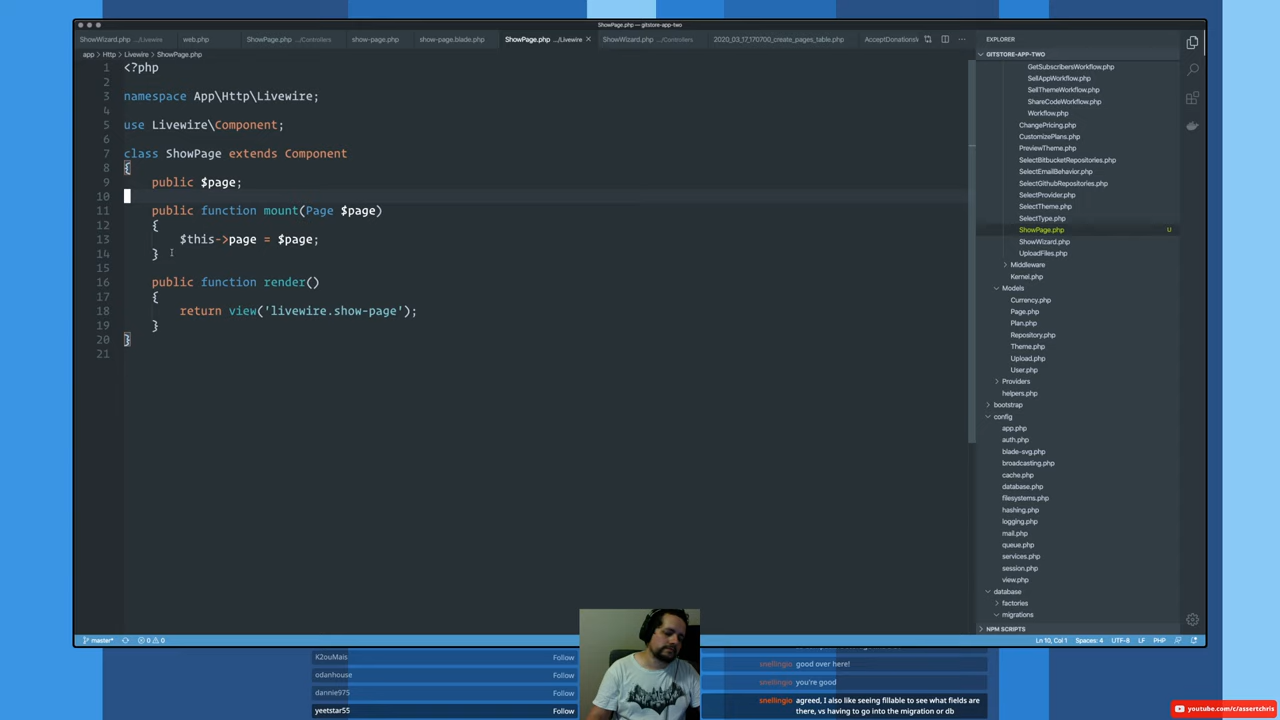 ShowPage.php — gitstore-app-two
ShowWizard.php .../Livewire
web.php
ShowPage.php .../Controllers
show-page.php
show-page.blade.php
ShowPage.php .../Livewire
ShowWizard.php .../Controllers
2020_03_17_170700_create_pages_table.php
AcceptDonationsW
app > Http > Livewire > ShowPage.php
1 <?php
2
3 namespace App\Http\Livewire;
4
5 use Livewire\Component;
6
7 class ShowPage extends Component
8 {
9 public $page;
10
11 public function mount(Page $page)
12 {
13 $this->page = $page;
14 }
15
16 public function render()
17 {
18 return view('livewire.show-page');
19 }
20 }
21
EXPLORER
GITSTORE-APP-TWO
GetSubscribersWorkflow.php
SellAppWorkflow.php
SellThemeWorkflow.php
ShareCodeWorkflow.php
Workflow.php
ChangePricing.php
CustomizePlans.php
PreviewTheme.php
SelectBitbucketRepositories.php
SelectEmailBehavior.php
SelectGithubRepositories.php
SelectProvider.php
SelectTheme.php
SelectType.php
ShowPage.php U
ShowWizard.php
UploadFiles.php
Middleware
Kernel.php
Models
Currency.php
Page.php
Plan.php
Repository.php
Theme.php
Upload.php
User.php
Providers
helpers.php
bootstrap
config
app.php
auth.php
blade-svg.php
broadcasting.php
cache.php
database.php
filesystems.php
hashing.php
logging.php
mail.php
queue.php
services.php
session.php
view.php
database
factories
migrations
NPM SCRIPTS
master* 0 0
Ln 10, Col 1 Spaces: 4 UTF-8 LF PHP
K2ouMais Follow
odanhouse Follow
dannie975 Follow
yeetstar55 Follow
snellingio good over here!
snellingio you're good
snellingio agreed, I also like seeing fillable to see what fields are
there, vs having to go into the migration or db
youtube.com/c/assertchris